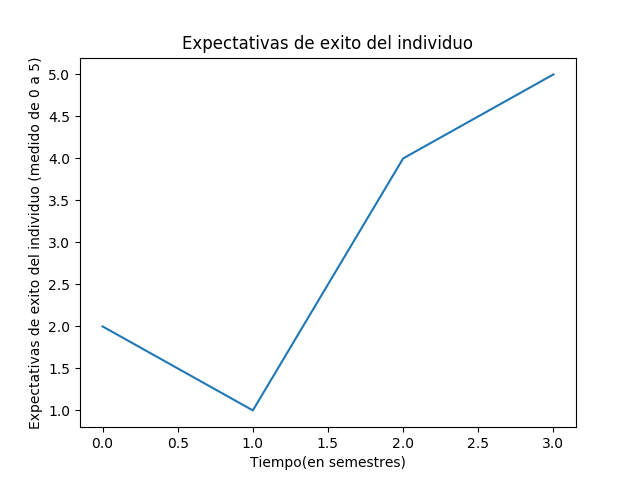 Expectativas de exito del individuo
Expectativas de exito del individuo (medido de 0 a 5)
5.0
4.5
4.0
3.5
3.0
2.5
2.0
1.5
1.0
0.0 0.5 1.0 1.5 2.0 2.5 3.0
Tiempo(en semestres)